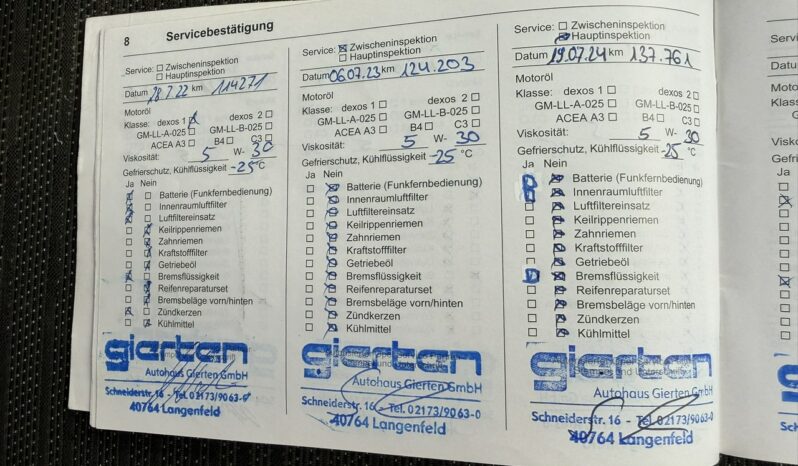 8 Servicebestätigung
Service: Zwischeninspektion
Hauptinspektion
Datum 28.7.22 km 114271
Motoröl
Klasse: dexos 1 dexos 2
GM-LL-A-025 GM-LL-B-025
ACEA A3 B4 C3
Viskosität: 5 W- 30
Gefrierschutz, Kühlflüssigkeit -25°C
Ja Nein
Batterie (Funkfernbedienung)
Innenraumluftfilter
Luftfiltereinsatz
Keilrippenriemen
Zahnriemen
Kraftstofffilter
Getriebeöl
Bremsflüssigkeit
Reifenreparaturset
Bremsbeläge vorn/hinten
Zündkerzen
Kühlmittel
gierten
Autohaus Gierten GmbH
Schneiderstr. 16 - Tel. 02173/9063-0
40764 Langenfeld
Service: Zwischeninspektion
Hauptinspektion
Datum 06.07.23 km 124.203
Motoröl
Klasse: dexos 1 dexos 2
GM-LL-A-025 GM-LL-B-025
ACEA A3 B4 C3
Viskosität: 5 W- 30
Gefrierschutz, Kühlflüssigkeit -25 °C
Ja Nein
Batterie (Funkfernbedienung)
Innenraumluftfilter
Luftfiltereinsatz
Keilrippenriemen
Zahnriemen
Kraftstofffilter
Getriebeöl
Bremsflüssigkeit
Reifenreparaturset
Bremsbeläge vorn/hinten
Zündkerzen
Kühlmittel
gierten
Autohaus Gierten GmbH
Schneiderstr. 16 - Tel. 02173/9063-0
40764 Langenfeld
Service: Zwischeninspektion
Hauptinspektion
Datum 19.07.24 km 137.761
Motoröl
Klasse: dexos 1 dexos 2
GM-LL-A-025 GM-LL-B-025
ACEA A3 B4 C3
Viskosität: 5 W- 30
Gefrierschutz, Kühlflüssigkeit -25 °C
Ja Nein
Batterie (Funkfernbedienung)
Innenraumluftfilter
Luftfiltereinsatz
Keilrippenriemen
Zahnriemen
Kraftstofffilter
Getriebeöl
Bremsflüssigkeit
Reifenreparaturset
Bremsbeläge vorn/hinten
Zündkerzen
Kühlmittel
gierten
Autohaus Gierten GmbH
Schneiderstr. 16 - Tel. 02173/9063-0
40764 Langenfeld